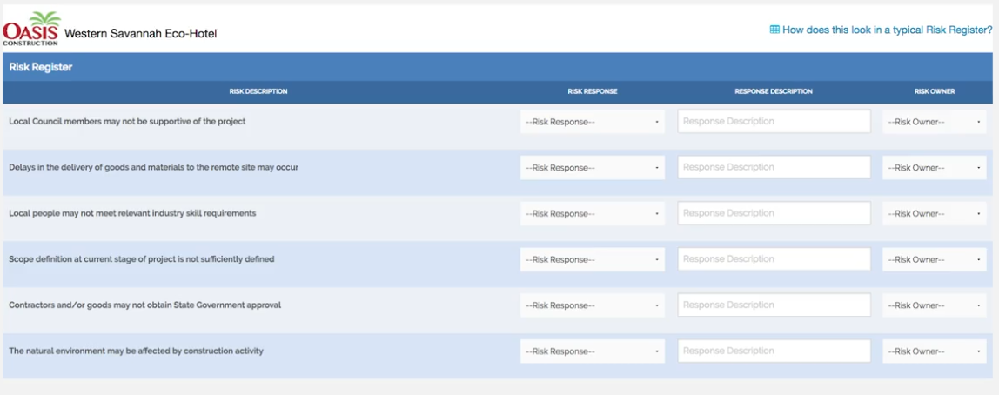 OASIS
CONSTRUCTION
Western Savannah Eco-Hotel
How does this look in a typical Risk Register?
Risk Register
RISK DESCRIPTION RISK RESPONSE RESPONSE DESCRIPTION RISK OWNER
Local Council members may not be supportive of the project --Risk Response-- Response Description --Risk Owner--
Delays in the delivery of goods and materials to the remote site may occur --Risk Response-- Response Description --Risk Owner--
Local people may not meet relevant industry skill requirements --Risk Response-- Response Description --Risk Owner--
Scope definition at current stage of project is not sufficiently defined --Risk Response-- Response Description --Risk Owner--
Contractors and/or goods may not obtain State Government approval --Risk Response-- Response Description --Risk Owner--
The natural environment may be affected by construction activity --Risk Response-- Response Description --Risk Owner--